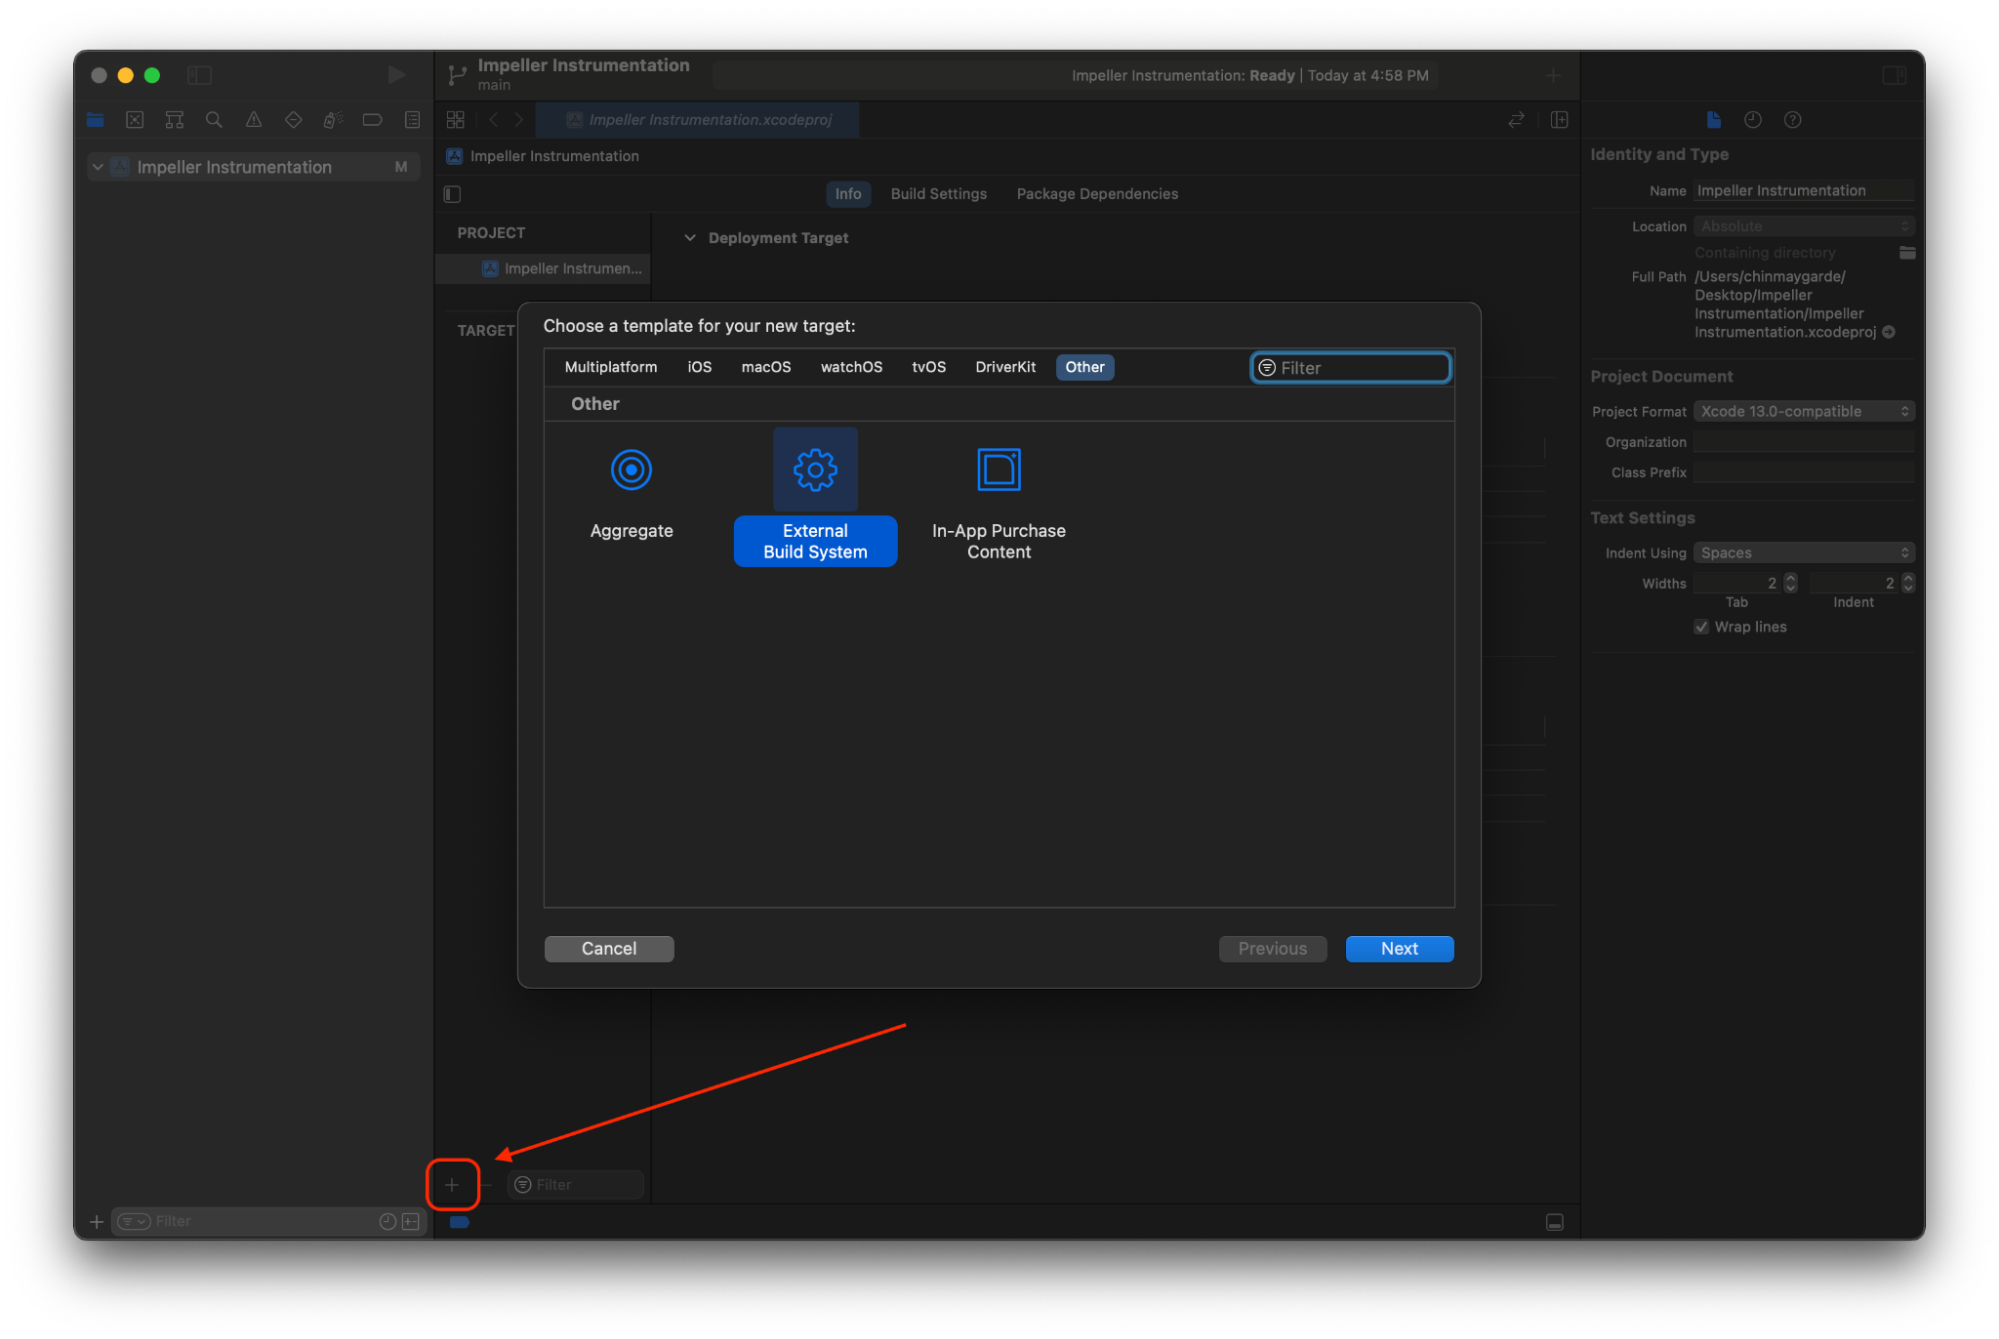 Impeller Instrumentation
main
Impeller Instrumentation: Ready | Today at 4:58 PM
Impeller Instrumentation.xcodeproj
Impeller Instrumentation M
Impeller Instrumentation
Info Build Settings Package Dependencies
PROJECT
Impeller Instrumen...
TARGET
Deployment Target
Choose a template for your new target:
Multiplatform iOS macOS watchOS tvOS DriverKit Other Filter
Other
Aggregate
External
Build System
In-App Purchase
Content
Cancel Previous Next
Filter
Filter
Identity and Type
Name Impeller Instrumentation
Location Absolute
Containing directory
Full Path /Users/chinmaygarde/
Desktop/Impeller
Instrumentation/Impeller
Instrumentation.xcodeproj
Project Document
Project Format Xcode 13.0-compatible
Organization
Class Prefix
Text Settings
Indent Using Spaces
Widths 2 2
Tab Indent
Wrap lines